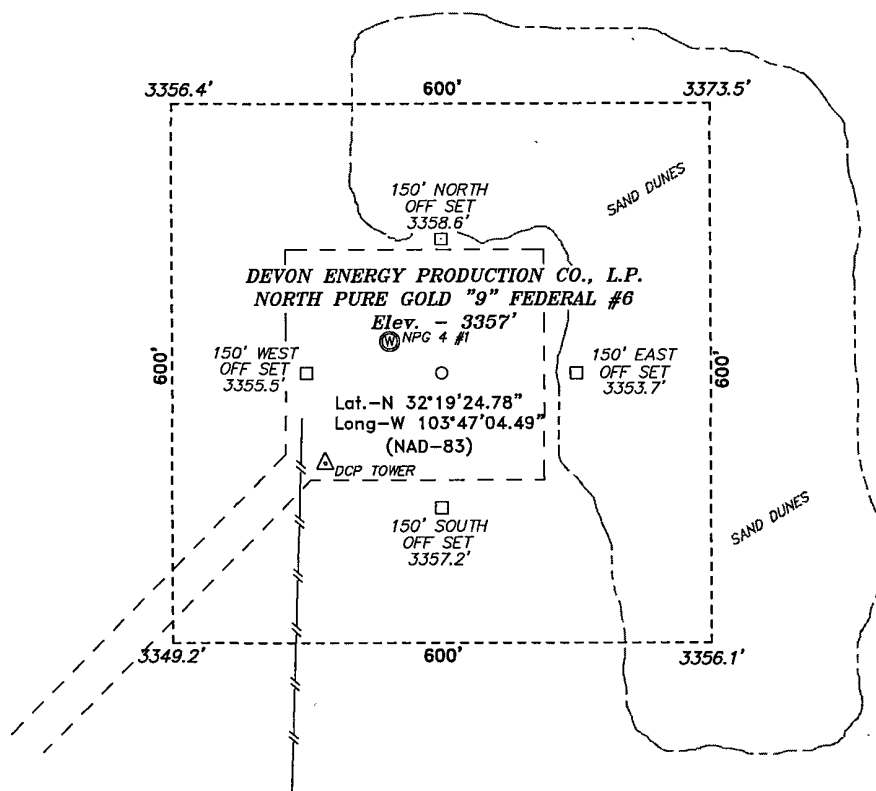 3356.4'
600'
3373.5'
SAND DUNES
150' NORTH
OFF SET
3358.6'
DEVON ENERGY PRODUCTION CO., L.P.
NORTH PURE GOLD "9" FEDERAL #6
Elev. - 3357'
W NPG 4 #1
600'
150' WEST
OFF SET
3355.5'
150' EAST
OFF SET
3353.7'
600'
Lat.-N 32°19'24.78"
Long-W 103°47'04.49"
(NAD-83)
DCP TOWER
150' SOUTH
OFF SET
3357.2'
SAND DUNES
3349.2'
600'
3356.1'